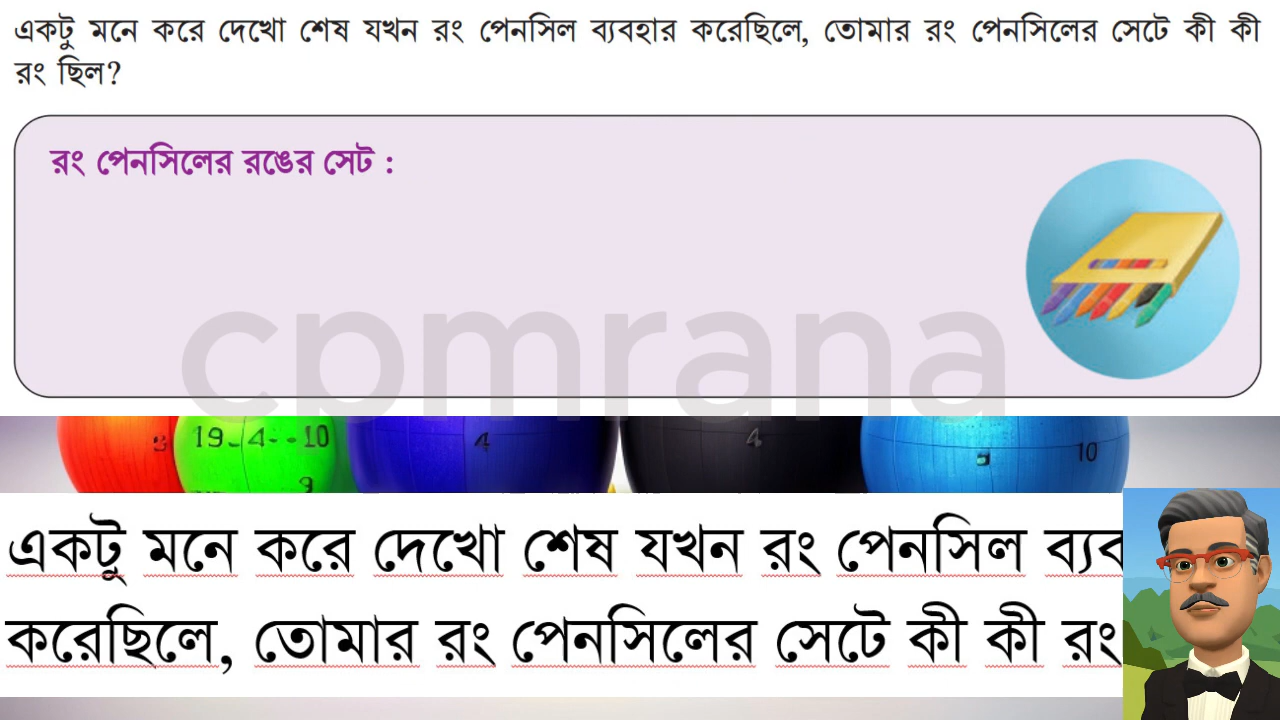 একটু মনে করে দেখো শেষ যখন রং পেনসিল ব্যবহার করেছিলে, তোমার রং পেনসিলের সেটে কী কী
রং ছিল?
রং পেনসিলের রঙের সেট :
cpmrana
19 4 - 10
4
4
10
9
একটু মনে করে দেখো শেষ যখন রং পেনসিল ব্যব
করেছিলে, তোমার রং পেনসিলের সেটে কী কী রং